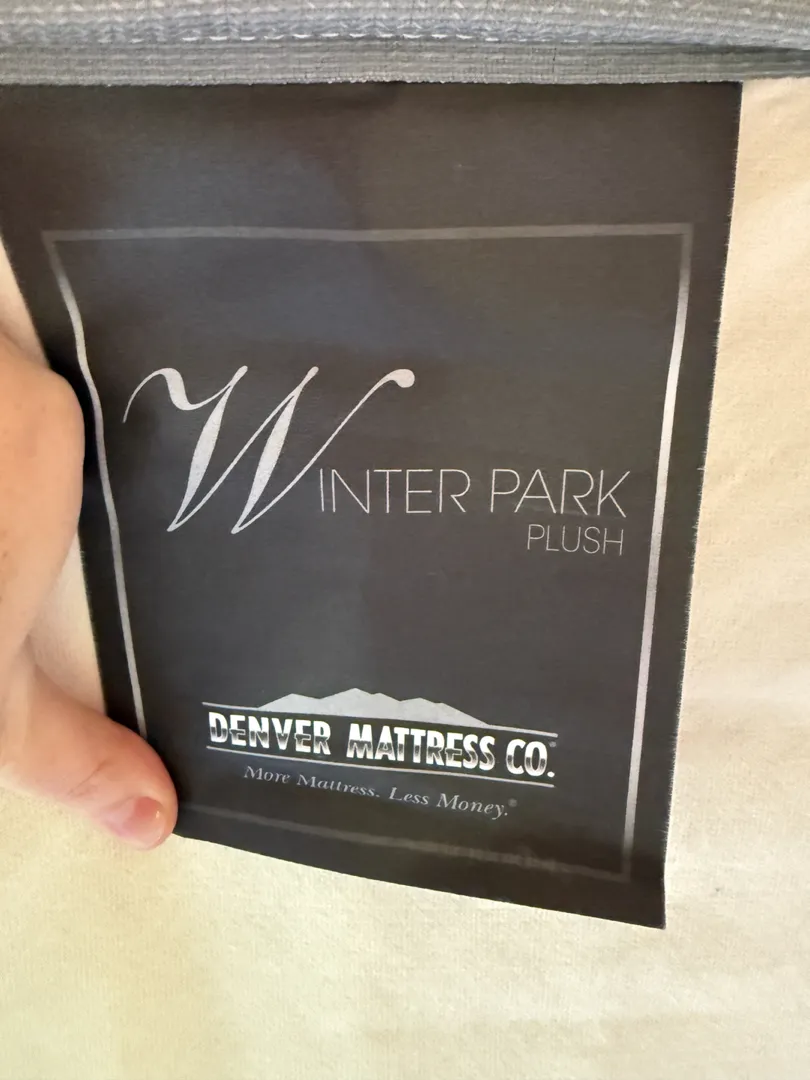 WINTER PARK
PLUSH
DENVER MATTRESS CO.®
More Mattress. Less Money.®